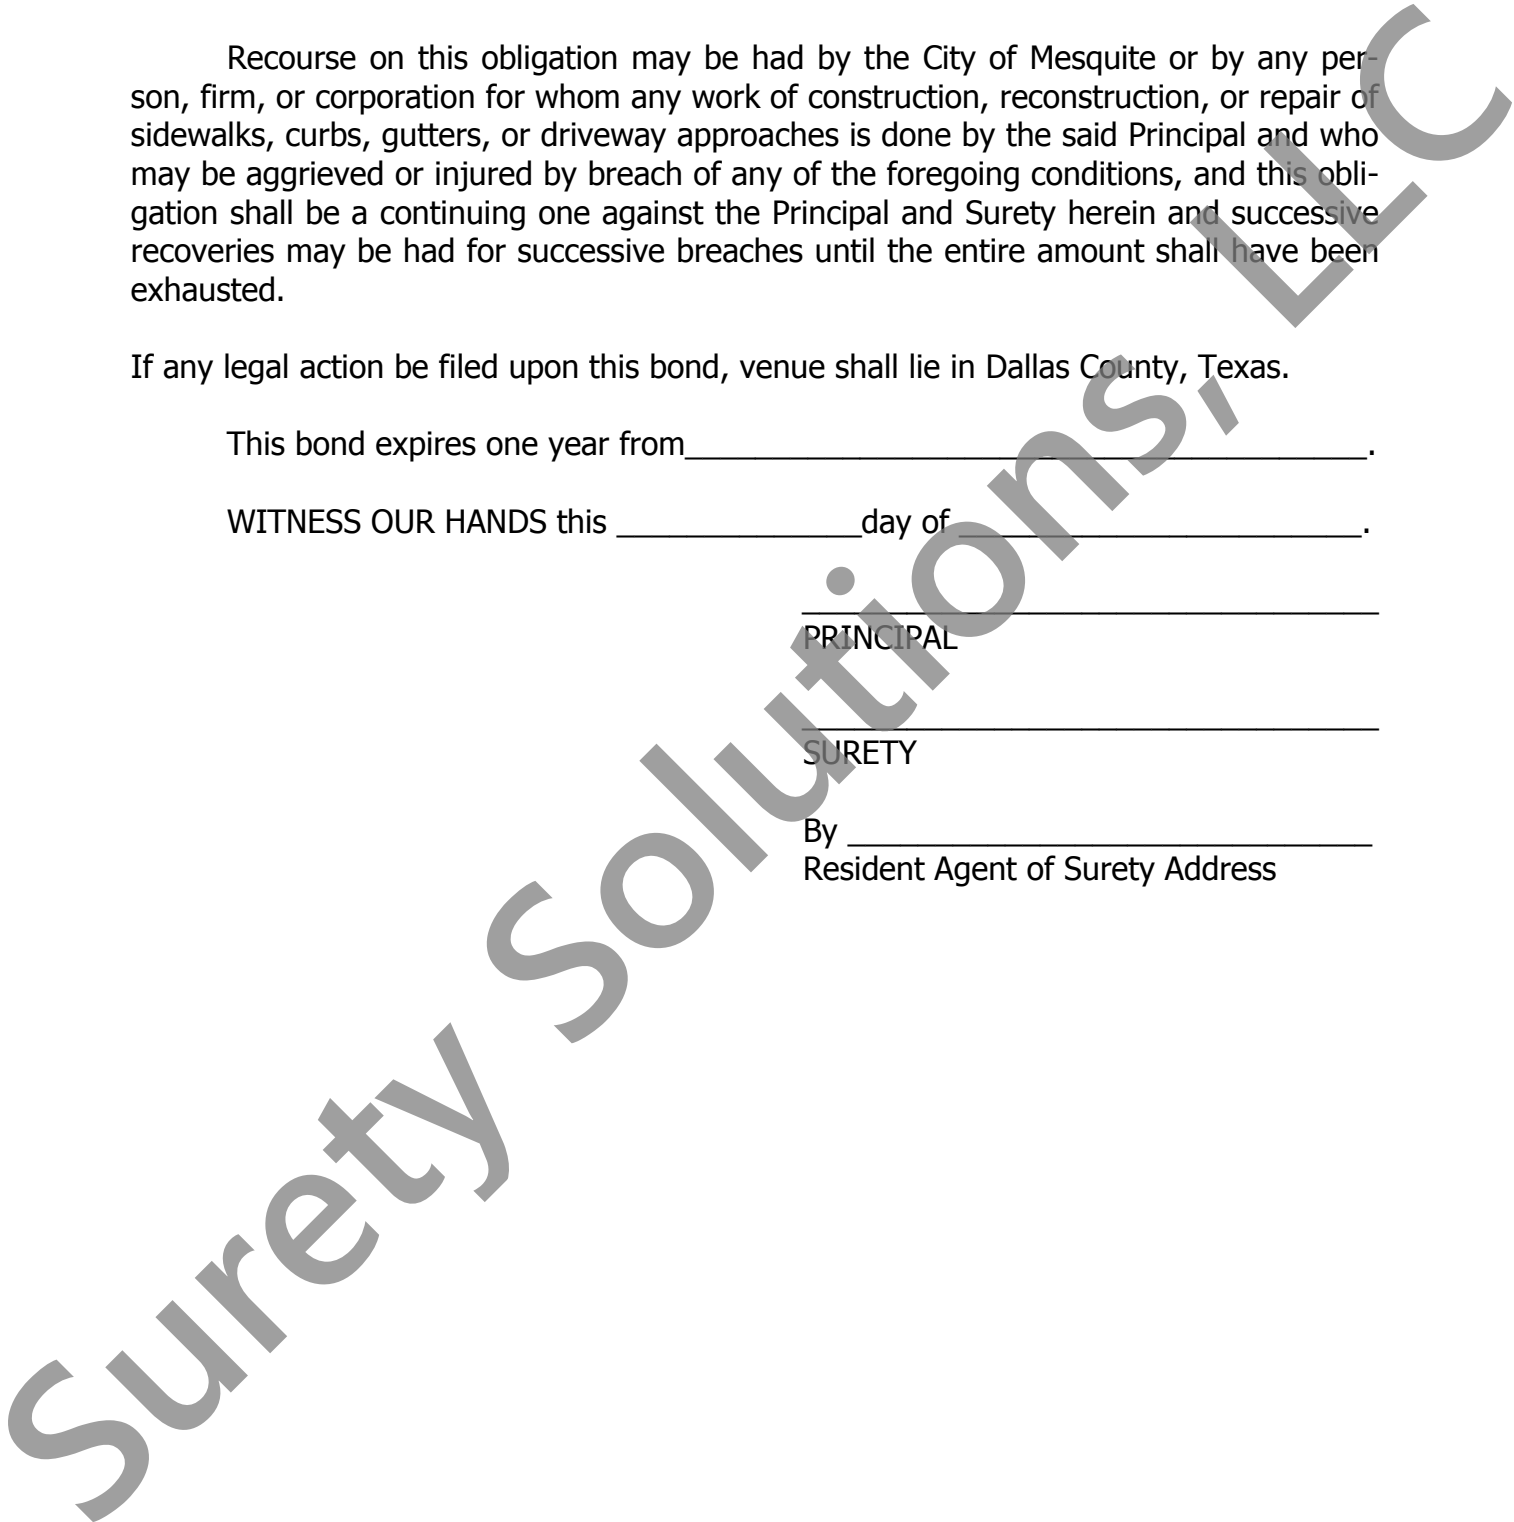 Recourse on this obligation may be had by the City of Mesquite or by any per-
son, firm, or corporation for whom any work of construction, reconstruction, or repair of
sidewalks, curbs, gutters, or driveway approaches is done by the said Principal and who
may be aggrieved or injured by breach of any of the foregoing conditions, and this obli-
gation shall be a continuing one against the Principal and Surety herein and successive
recoveries may be had for successive breaches until the entire amount shall have been
exhausted.
If any legal action be filed upon this bond, venue shall lie in Dallas County, Texas.
This bond expires one year from_______________________________________.
WITNESS OUR HANDS this ______________day of _______________________.
_________________________________
PRINCIPAL
_________________________________
SURETY
By ______________________________
Resident Agent of Surety Address
Surety Solutions, LLC